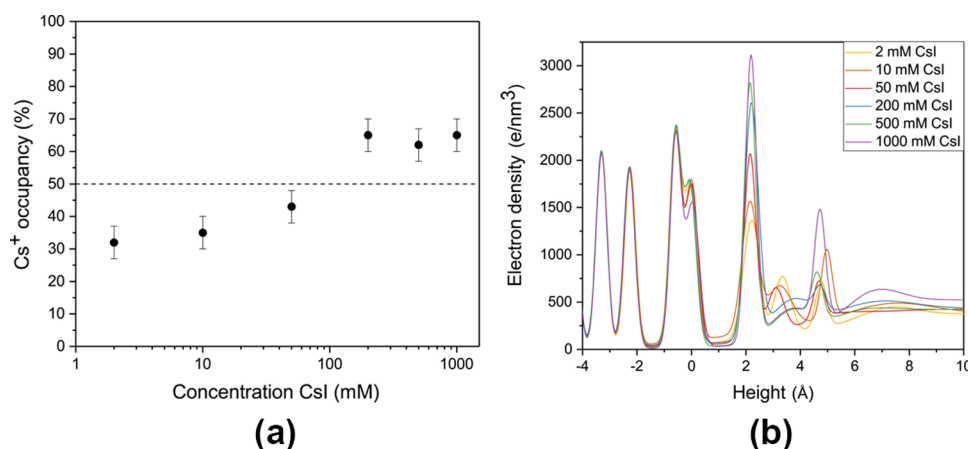 100
90
80
70
60
50
40
30
20
10
0
Cs+ occupancy (%)
1 10 100 1000
Concentration CsI (mM)
(a)
3000
2500
2000
1500
1000
500
0
Electron density (e/nm3)
2 mM CsI
10 mM CsI
50 mM CsI
200 mM CsI
500 mM CsI
1000 mM CsI
-4 -2 0 2 4 6 8 10
Height (Å)
(b)